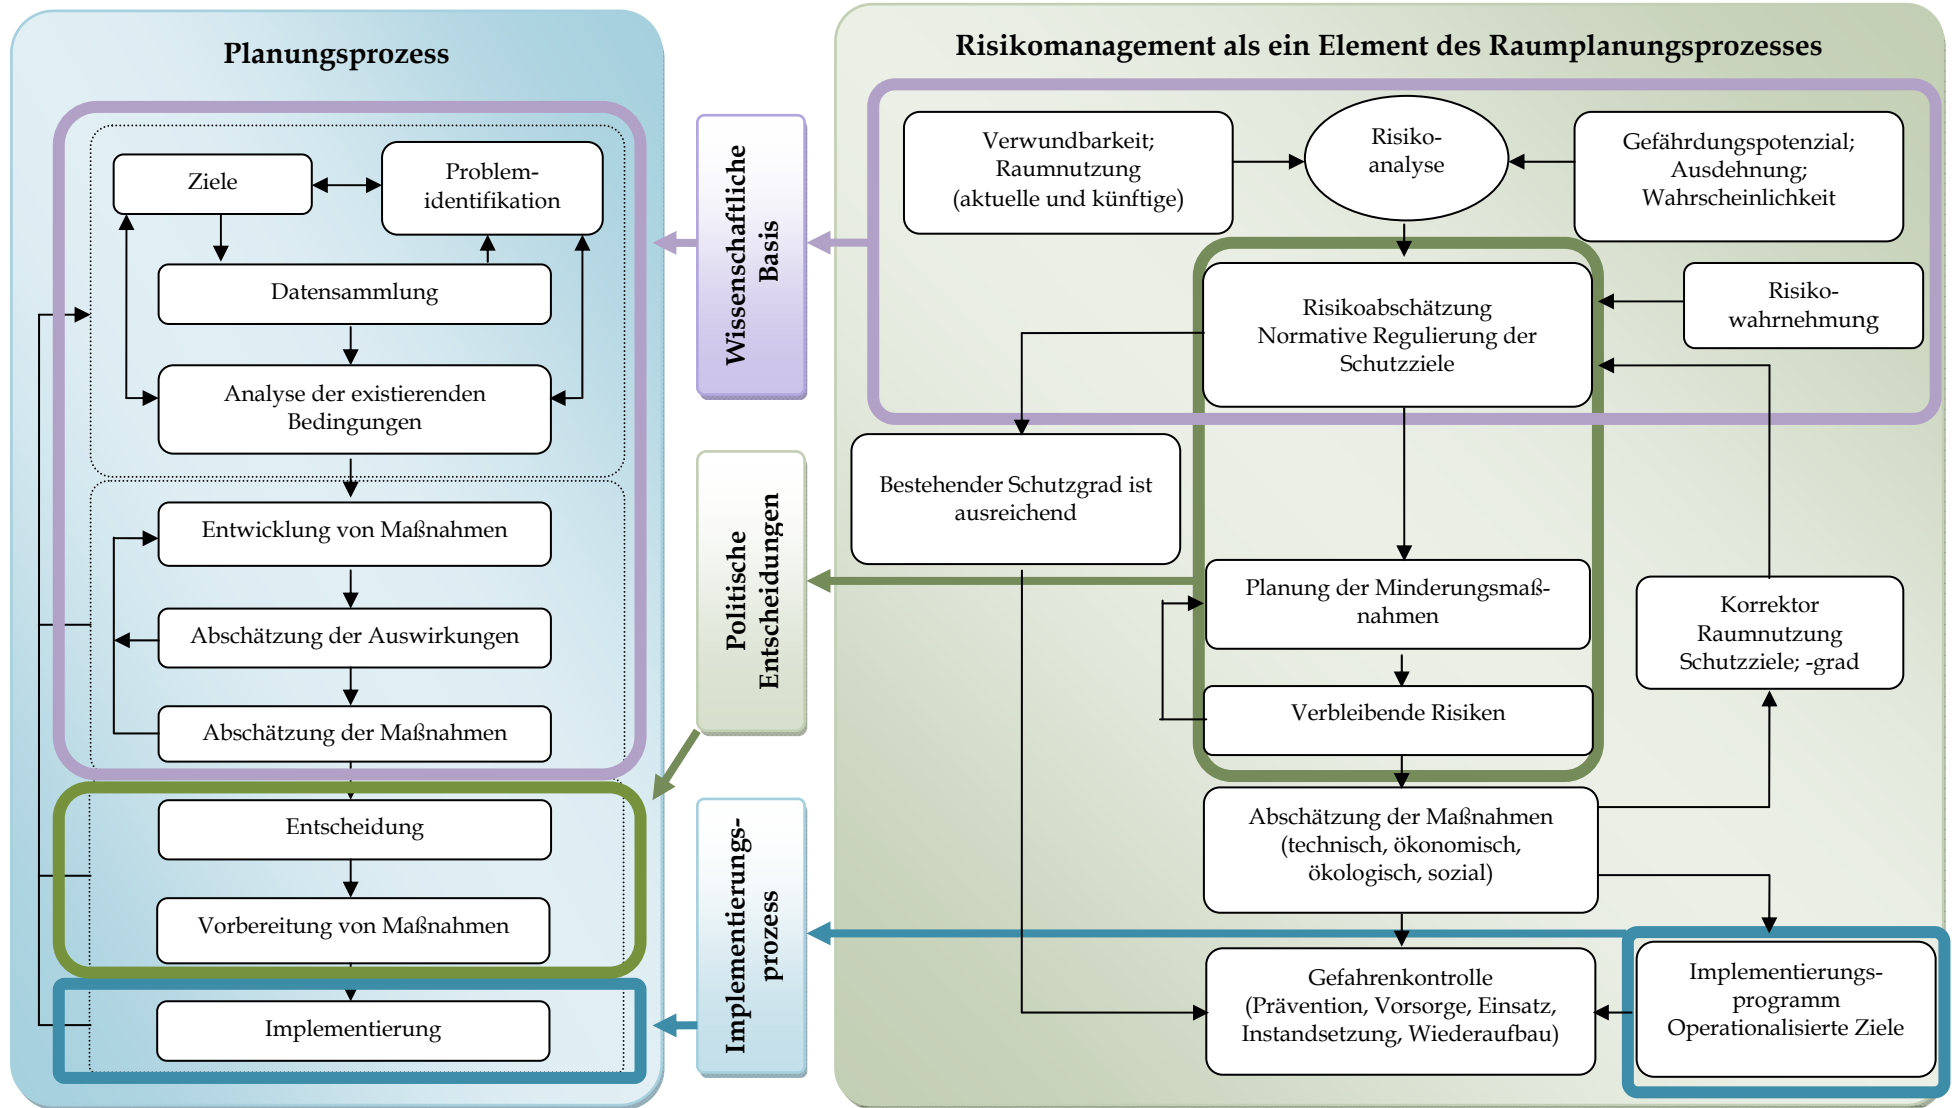 Planungsprozess
Ziele
Problem-
identifikation
Datensammlung
Analyse der existierenden
Bedingungen
Entwicklung von Maßnahmen
Abschätzung der Auswirkungen
Abschätzung der Maßnahmen
Entscheidung
Vorbereitung von Maßnahmen
Implementierung
Wissenschaftliche
Basis
Politische
Entscheidungen
Implementierungs-
prozess
Risikomanagement als ein Element des Raumplanungsprozesses
Verwundbarkeit;
Raumnutzung
(aktuelle und künftige)
Risiko-
analyse
Gefährdungspotenzial;
Ausdehnung;
Wahrscheinlichkeit
Risikoabschätzung
Normative Regulierung der
Schutzziele
Risiko-
wahrnehmung
Bestehender Schutzgrad ist
ausreichend
Planung der Minderungsmaß-
nahmen
Verbleibende Risiken
Korrektor
Raumnutzung
Schutzziele; -grad
Abschätzung der Maßnahmen
(technisch, ökonomisch,
ökologisch, sozial)
Gefahrenkontrolle
(Prävention, Vorsorge, Einsatz,
Instandsetzung, Wiederaufbau)
Implementierungs-
programm
Operationalisierte Ziele